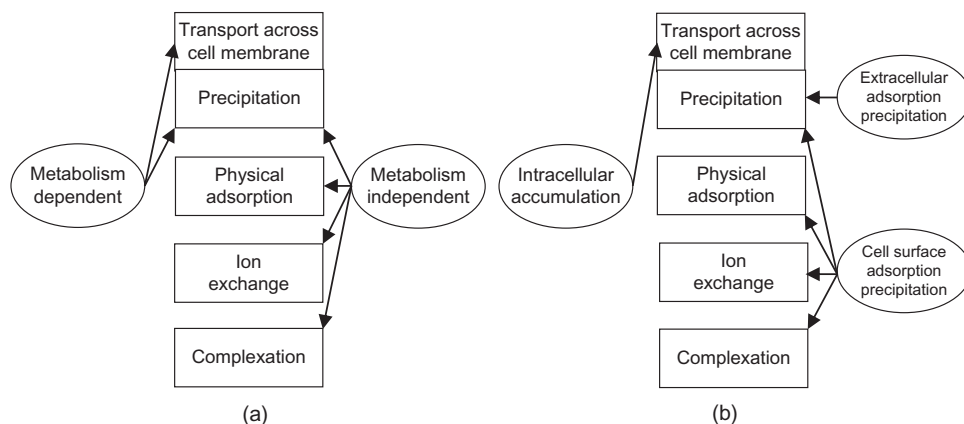 Transport across
cell membrane
Precipitation
Metabolism
dependent
Physical
adsorption
Metabolism
independent
Ion
exchange
Complexation
(a)
Transport across
cell membrane
Precipitation
Extracellular
adsorption
precipitation
Intracellular
accumulation
Physical
adsorption
Ion
exchange
Cell surface
adsorption
precipitation
Complexation
(b)